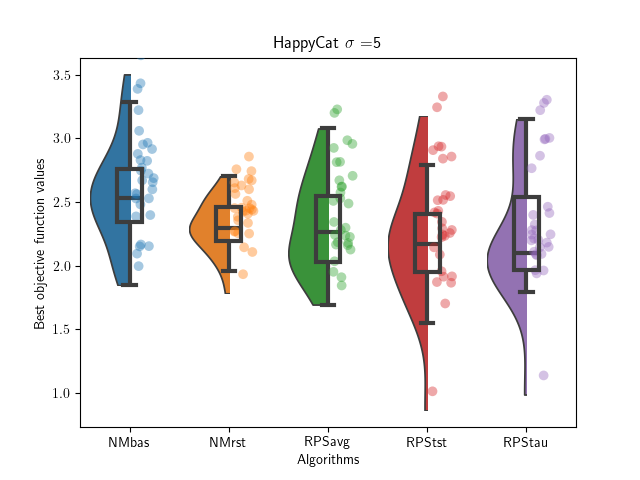 HappyCat σ =5
Best objective function values
3.5
3.0
2.5
2.0
1.5
1.0
NMbas NMrst RPSavg RPStst RPStau
Algorithms